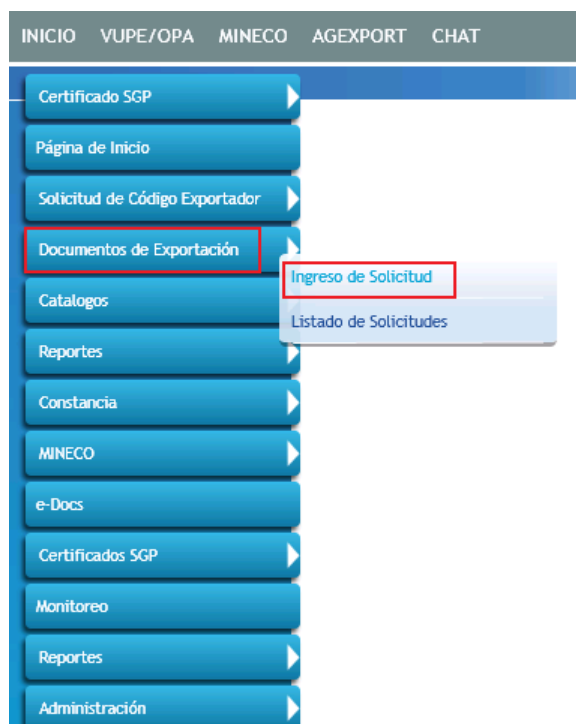 INICIO VUPE/OPA MINECO AGEXPORT CHAT
Certificado SGP
Página de Inicio
Solicitud de Código Exportador
Documentos de Exportación
Ingreso de Solicitud
Catalogos
Listado de Solicitudes
Reportes
Constancia
MINECO
e-Docs
Certificados SGP
Monitoreo
Reportes
Administración